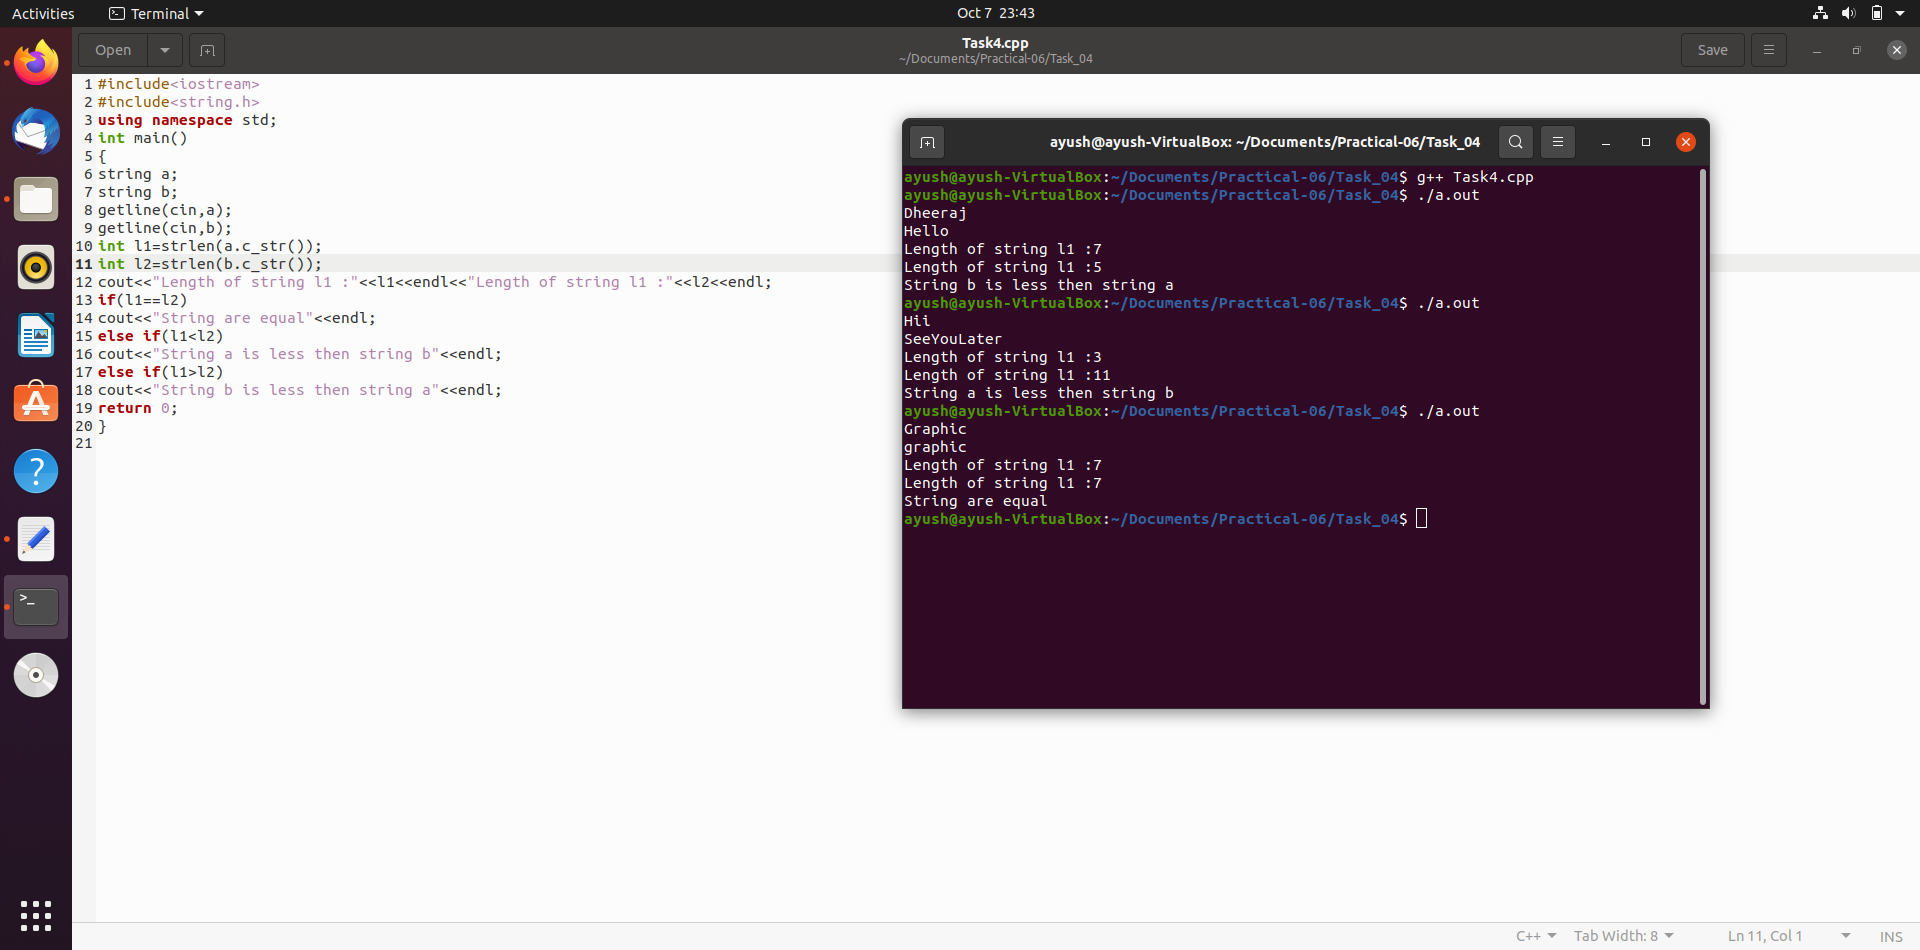 Activities
Terminal
Oct 7 23:43
Open
Task4.cpp
~/Documents/Practical-06/Task_04
Save
1 #include<iostream>
2 #include<string.h>
3 using namespace std;
4 int main()
5 {
6 string a;
7 string b;
8 getline(cin,a);
9 getline(cin,b);
10 int l1=strlen(a.c_str());
11 int l2=strlen(b.c_str());
12 cout<<"Length of string l1 :"<<l1<<endl<<"Length of string l1 :"<<l2<<endl;
13 if(l1==l2)
14 cout<<"String are equal"<<endl;
15 else if(l1<l2)
16 cout<<"String a is less then string b"<<endl;
17 else if(l1>l2)
18 cout<<"String b is less then string a"<<endl;
19 return 0;
20 }
21
ayush@ayush-VirtualBox: ~/Documents/Practical-06/Task_04
ayush@ayush-VirtualBox:~/Documents/Practical-06/Task_04$ g++ Task4.cpp
ayush@ayush-VirtualBox:~/Documents/Practical-06/Task_04$ ./a.out
Dheeraj
Hello
Length of string l1 :7
Length of string l1 :5
String b is less then string a
ayush@ayush-VirtualBox:~/Documents/Practical-06/Task_04$ ./a.out
Hii
SeeYouLater
Length of string l1 :3
Length of string l1 :11
String a is less then string b
ayush@ayush-VirtualBox:~/Documents/Practical-06/Task_04$ ./a.out
Graphic
graphic
Length of string l1 :7
Length of string l1 :7
String are equal
ayush@ayush-VirtualBox:~/Documents/Practical-06/Task_04$
C++
Tab Width: 8
Ln 11, Col 1
INS